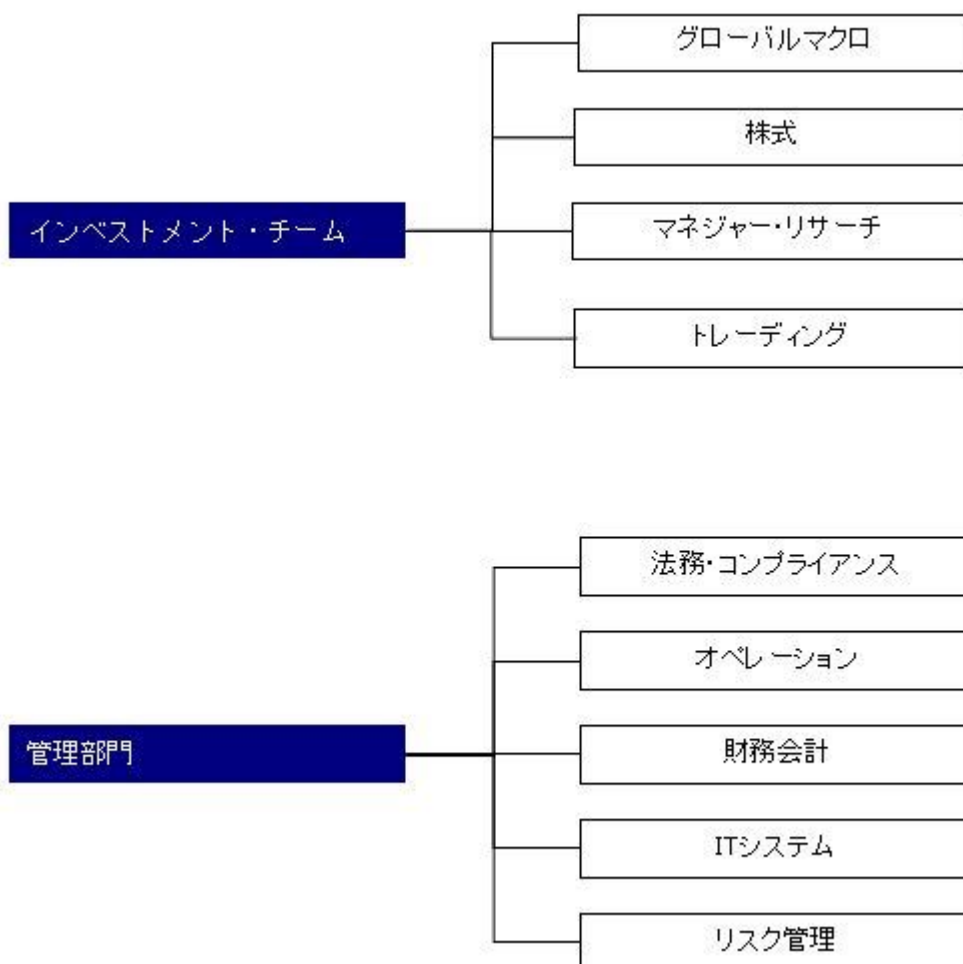 グローバルマクロ
株式
インベストメント・チーム
マネジャー・リサーチ
トレーディング
法務・コンプライアンス
オペレーション
管理部門
財務会計
ITシステム
リスク管理